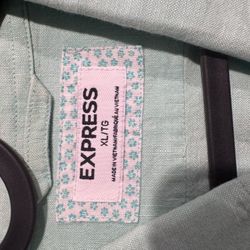 EXPRESS
XL/TG
MADE IN VIETNAM/FABRIQUÉ AU VIETNAM